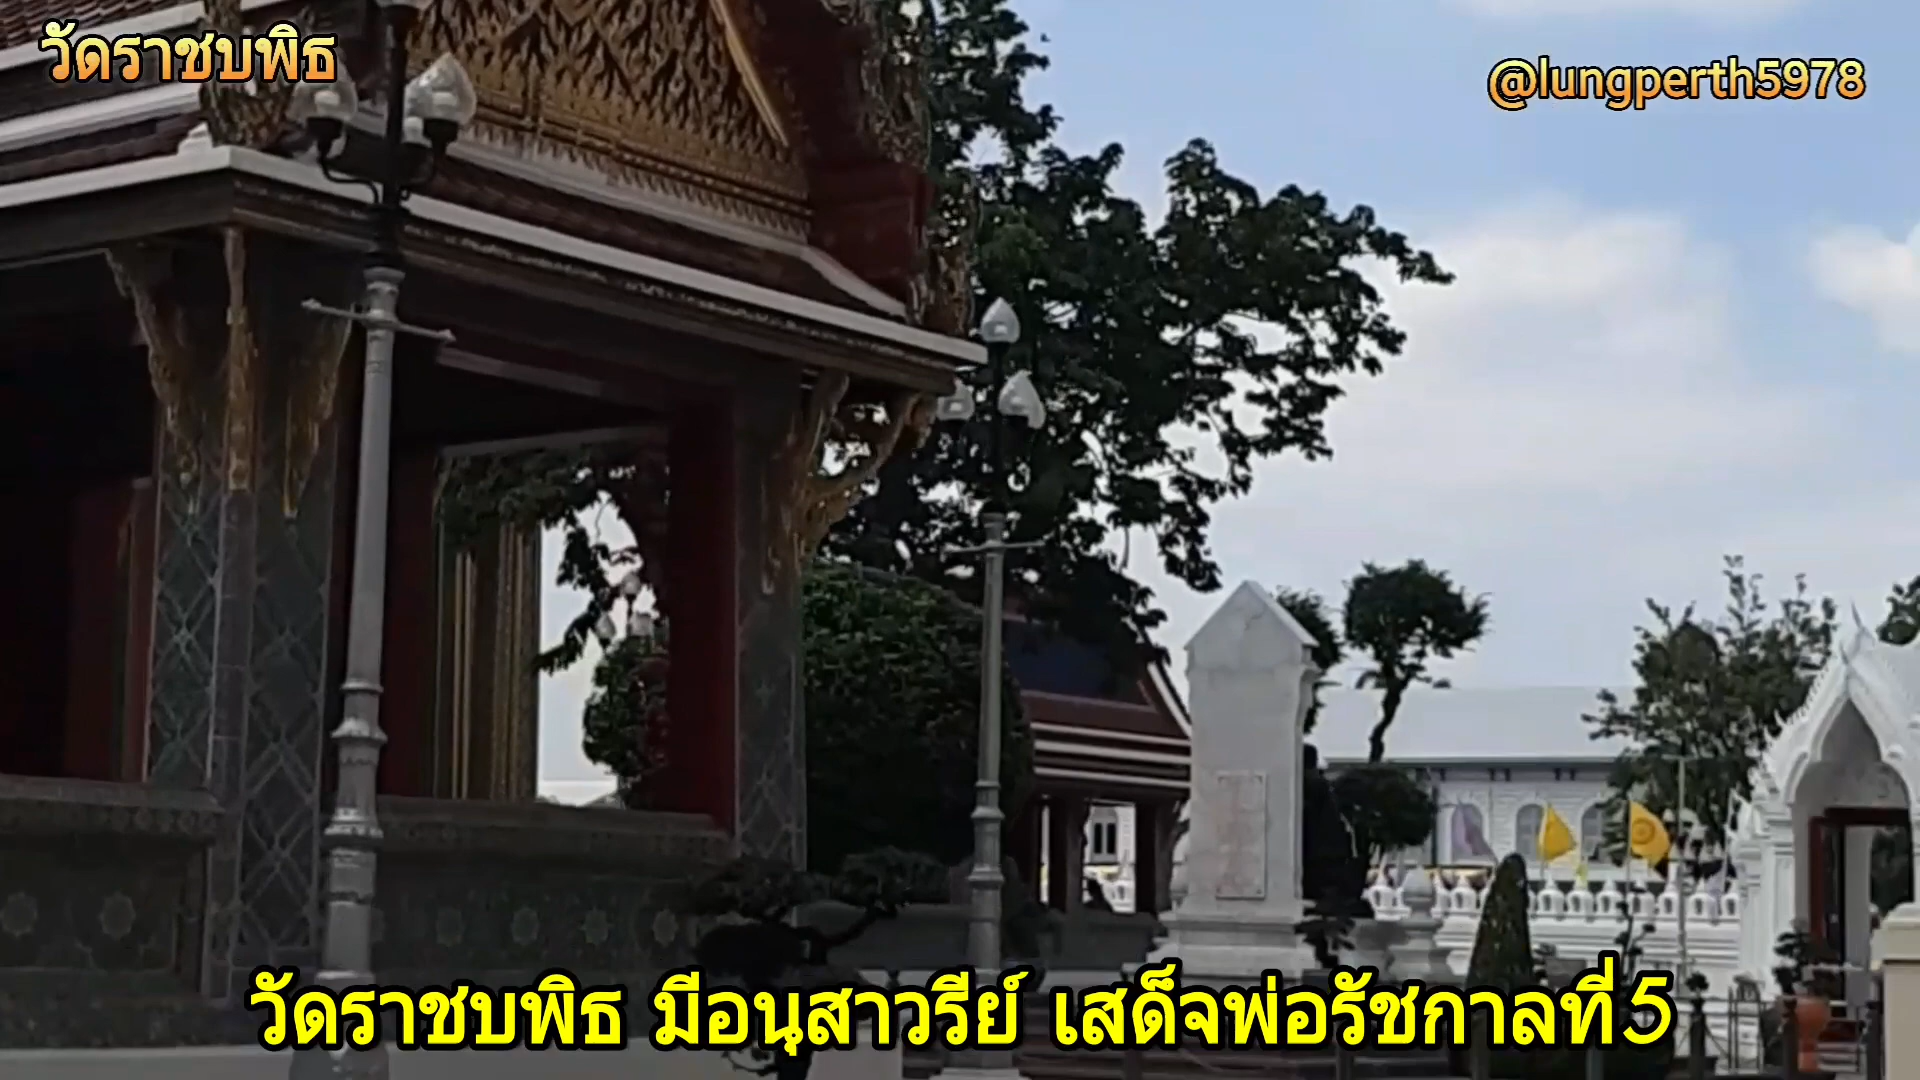 วัดราชบพิธ
@lungperth5978
วัดราชบพิธ มีอนุสาวรีย์ เสด็จพ่อรัชกาลที่5